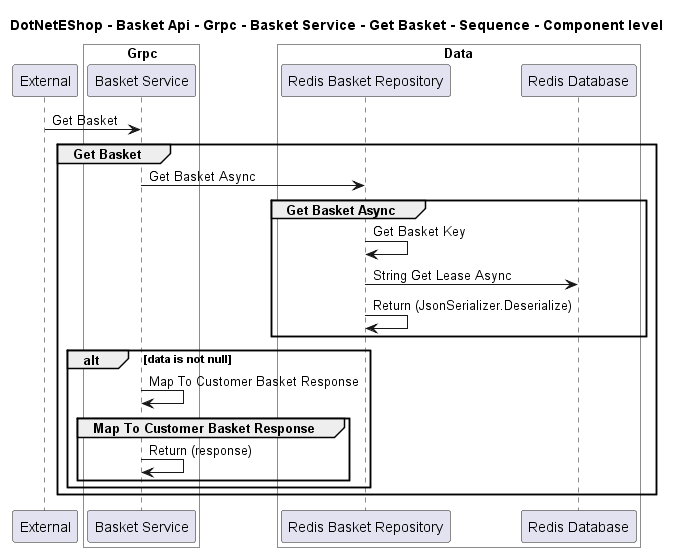 DotNetEShop - Basket Api - Grpc - Basket Service - Get Basket - Sequence - Component level
Grpc
Data
External
Basket Service
Redis Basket Repository
Redis Database
Get Basket
Get Basket
Get Basket Async
Get Basket Async
Get Basket Key
String Get Lease Async
Return (JsonSerializer.Deserialize)
alt
[data is not null]
Map To Customer Basket Response
Map To Customer Basket Response
Return (response)
External
Basket Service
Redis Basket Repository
Redis Database